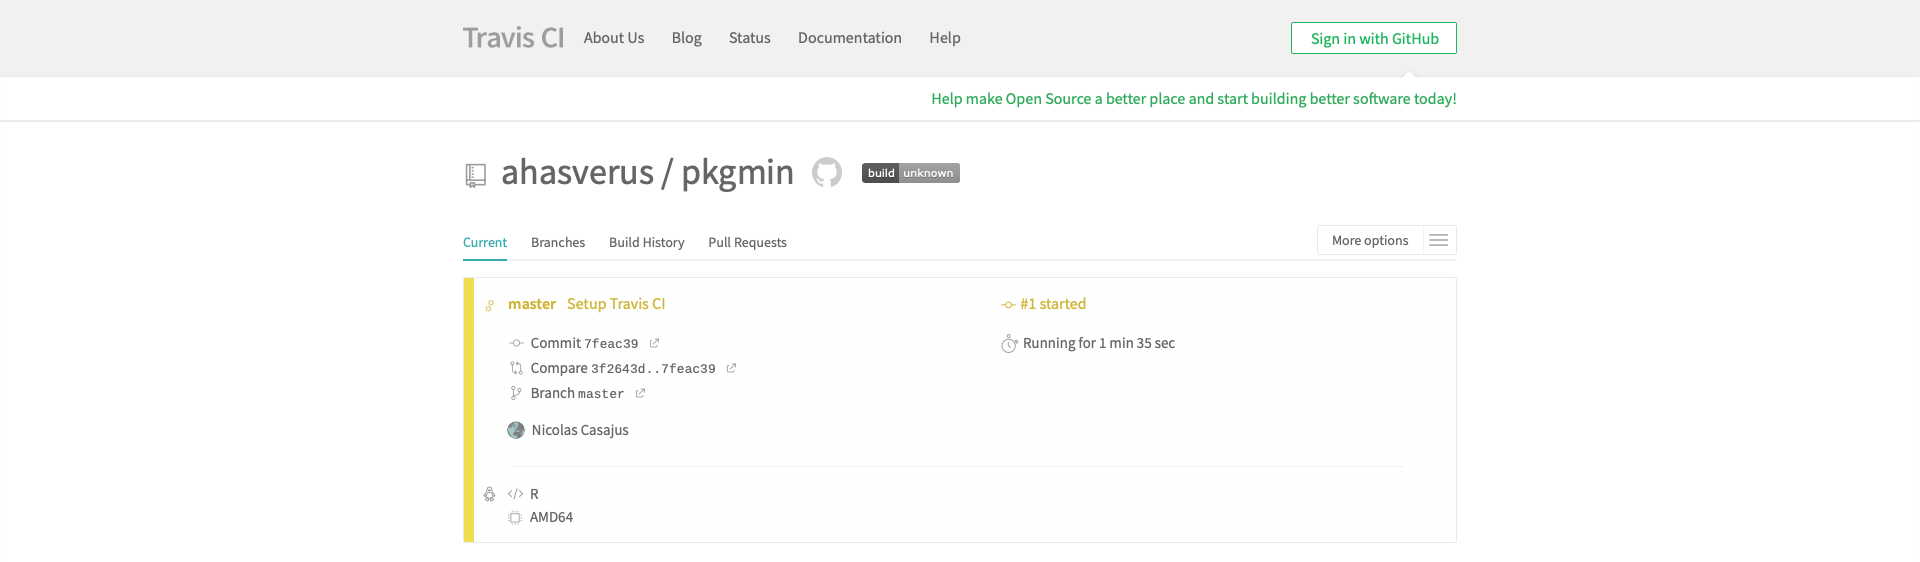 Travis CI About Us Blog Status Documentation Help Sign in with GitHub
Help make Open Source a better place and start building better software today!
ahasverus / pkgmin build unknown
Current Branches Build History Pull Requests More options
master Setup Travis CI #1 started
Commit 7feac39 Running for 1 min 35 sec
Compare 3f2643d..7feac39
Branch master
Nicolas Casajus
R
AMD64